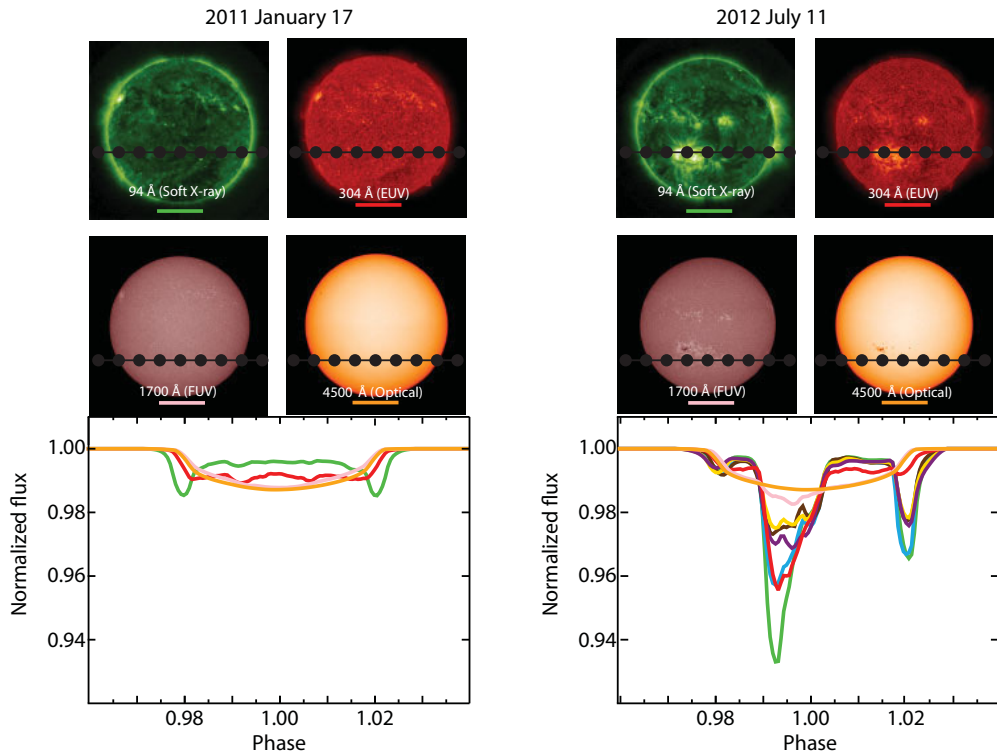 2011 January 17
94 Å (Soft X-ray)
304 Å (EUV)
1700 Å (FUV)
4500 Å (Optical)
1.00
0.98
0.96
0.94
Normalized flux
0.98
1.00
1.02
Phase
2012 July 11
94 Å (Soft X-ray)
304 Å (EUV)
1700 Å (FUV)
4500 Å (Optical)
1.00
0.98
0.96
0.94
Normalized flux
0.98
1.00
1.02
Phase